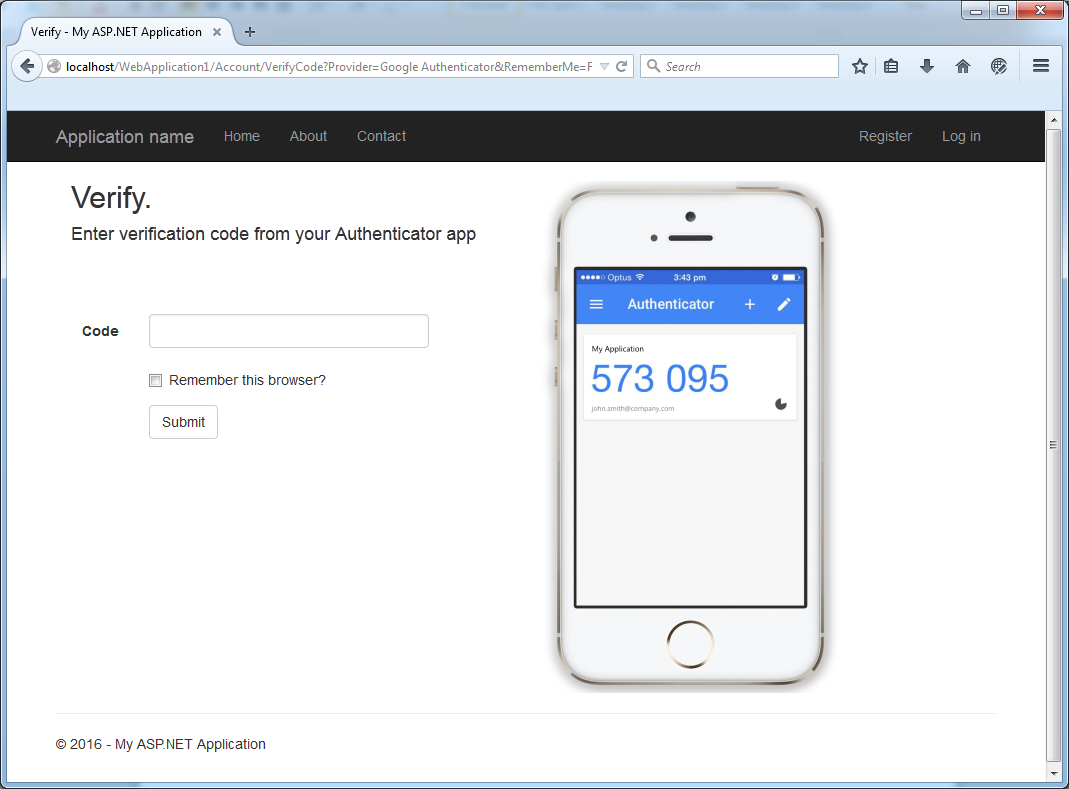 Verify - My ASP.NET Application
localhost/WebApplication1/Account/VerifyCode?Provider=Google Authenticator&RememberMe=F
Search
Application name Home About Contact Register Log in
Verify.
Enter verification code from your Authenticator app
Code
Remember this browser?
Submit
Optus 3:43 pm
Authenticator
My Application
573 095
john.smith@company.com
© 2016 - My ASP.NET Application